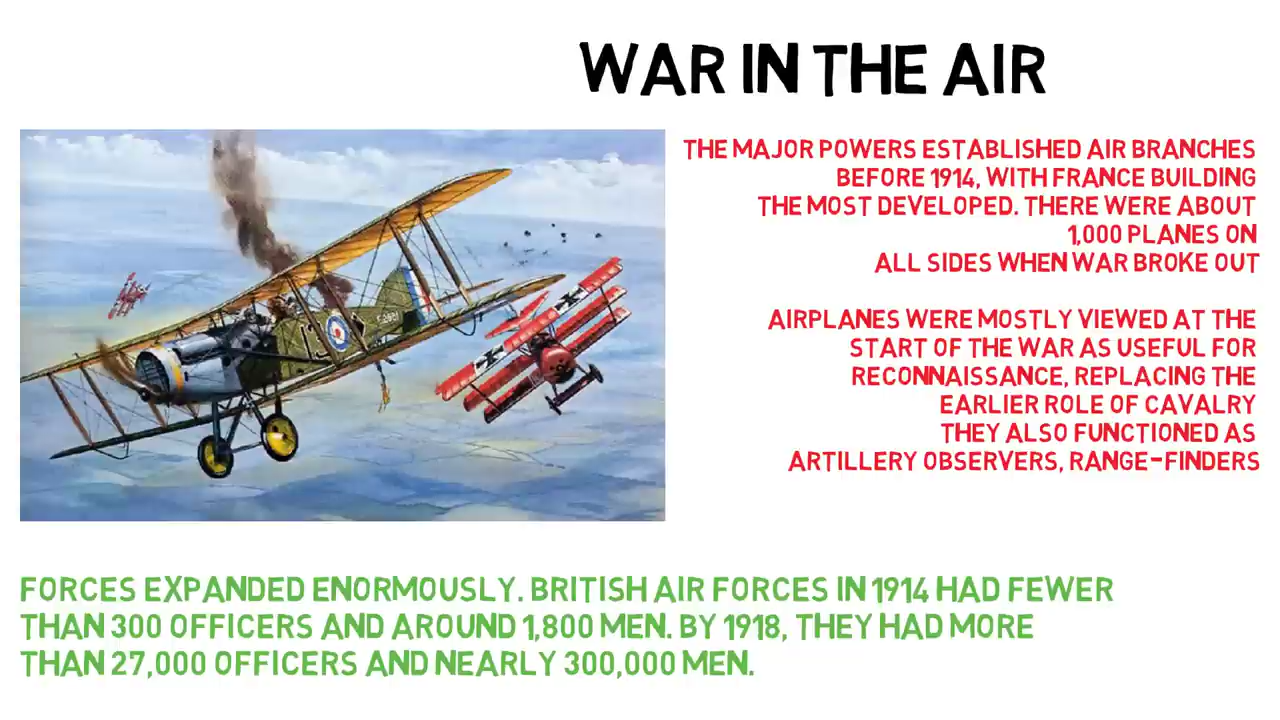 WAR IN THE AIR
THE MAJOR POWERS ESTABLISHED AIR BRANCHES
BEFORE 1914, WITH FRANCE BUILDING
THE MOST DEVELOPED. THERE WERE ABOUT
1,000 PLANES ON
ALL SIDES WHEN WAR BROKE OUT
AIRPLANES WERE MOSTLY VIEWED AT THE
START OF THE WAR AS USEFUL FOR
RECONNAISSANCE, REPLACING THE
EARLIER ROLE OF CAVALRY
THEY ALSO FUNCTIONED AS
ARTILLERY OBSERVERS, RANGE-FINDERS
FORCES EXPANDED ENORMOUSLY. BRITISH AIR FORCES IN 1914 HAD FEWER
THAN 300 OFFICERS AND AROUND 1,800 MEN. BY 1918, THEY HAD MORE
THAN 27,000 OFFICERS AND NEARLY 300,000 MEN.